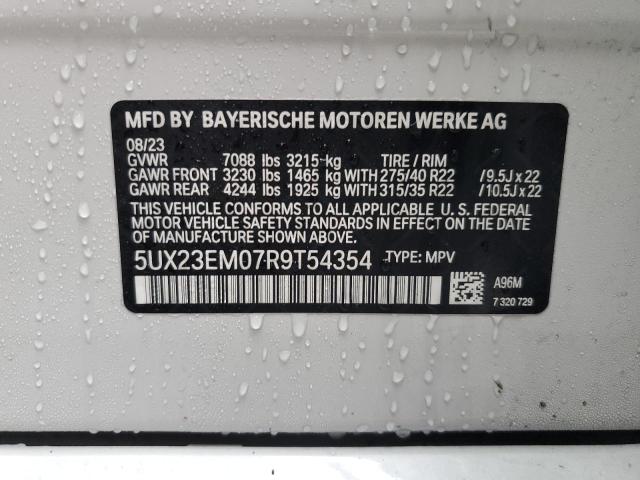 MFD BY BAYERISCHE MOTOREN WERKE AG
08/23
GVWR 7088 lbs 3215-kg TIRE / RIM
GAWR FRONT 3230 lbs 1465 kg WITH 275/40 R22 /9.5J x 22
GAWR REAR 4244 lbs 1925 kg WITH 315/35 R22 /10.5J x 22
THIS VEHICLE CONFORMS TO ALL APPLICABLE U. S. FEDERAL
MOTOR VEHICLE SAFETY STANDARDS IN EFFECT ON THE DATE
OF MANUFACTURE SHOWN ABOVE.
5UX23EM07R9T54354 TYPE: MPV
A96M
7 320 729